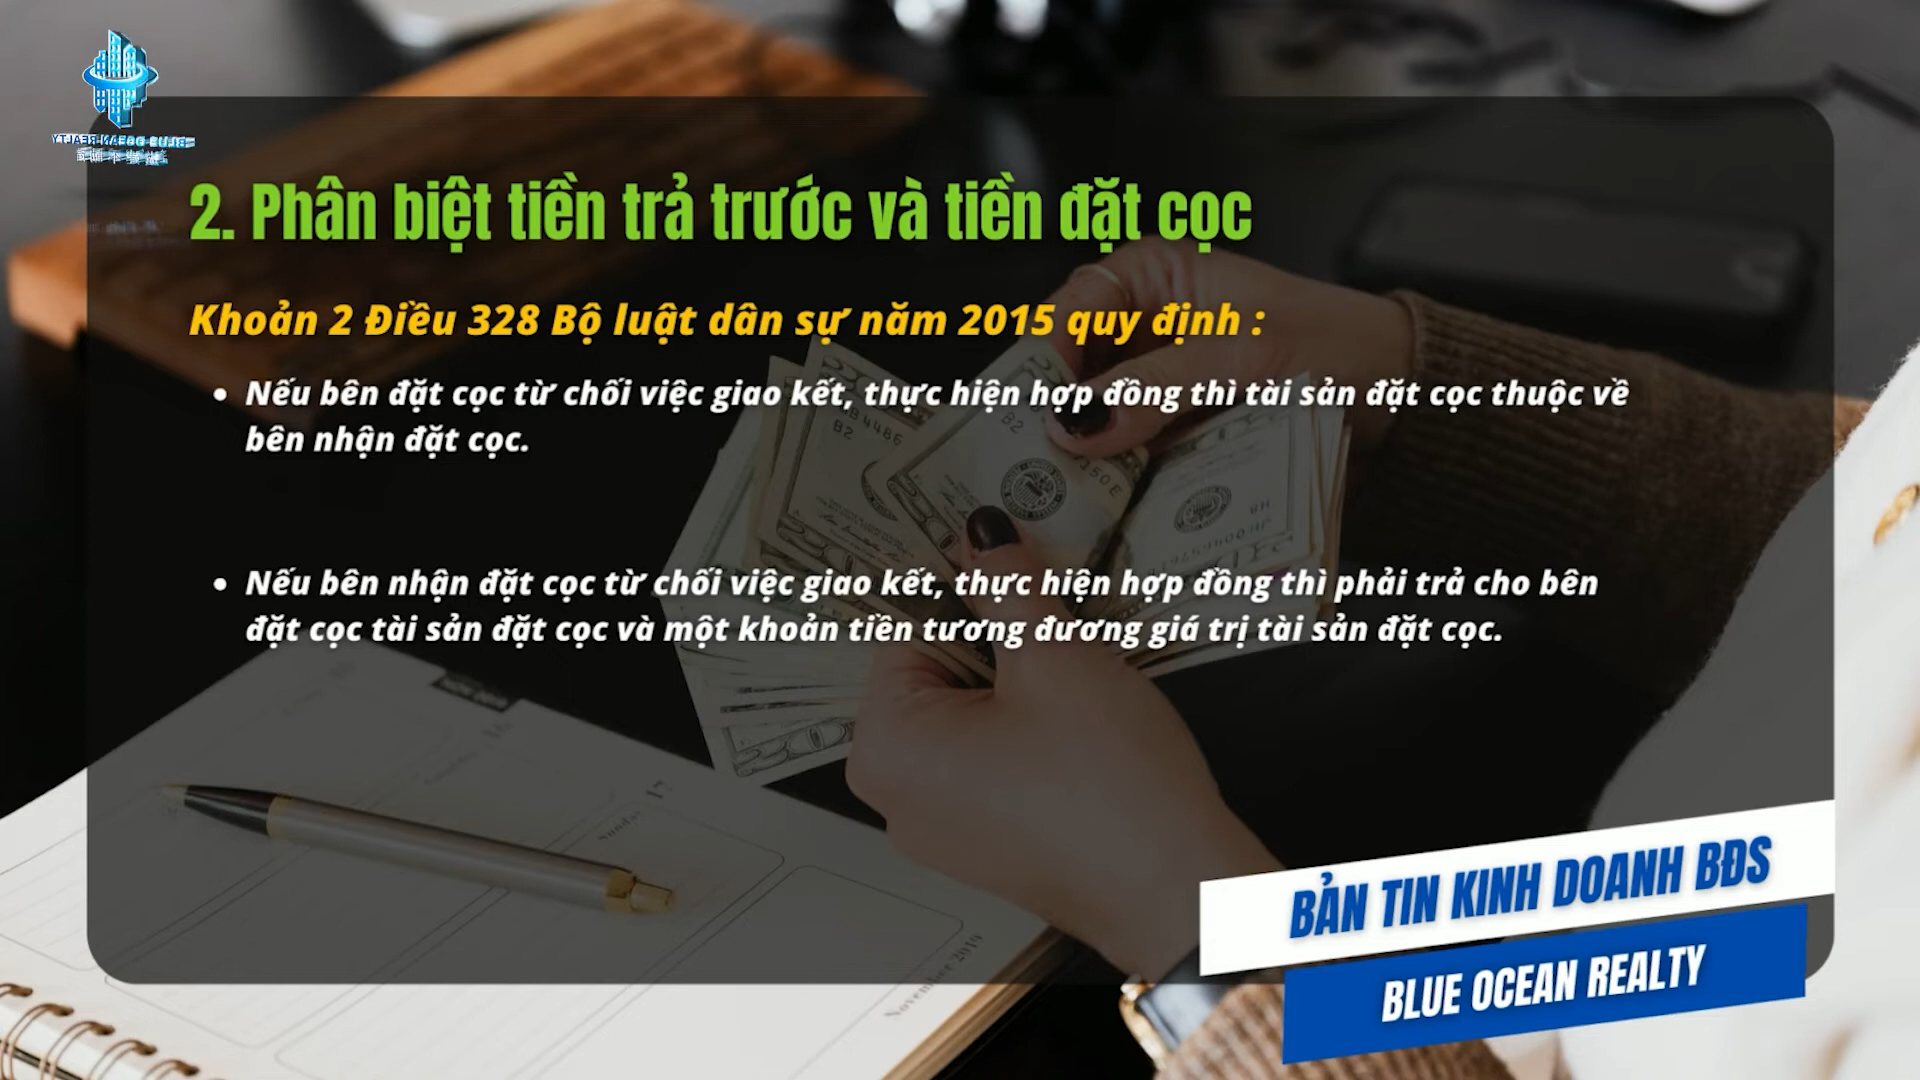 2. Phân biệt tiền trả trước và tiền đặt cọc
Khoản 2 Điều 328 Bộ luật dân sự năm 2015 quy định :
• Nếu bên đặt cọc từ chối việc giao kết, thực hiện hợp đồng thì tài sản đặt cọc thuộc về
bên nhận đặt cọc.
• Nếu bên nhận đặt cọc từ chối việc giao kết, thực hiện hợp đồng thì phải trả cho bên
đặt cọc tài sản đặt cọc và một khoản tiền tương đương giá trị tài sản đặt cọc.
17
Sunday
November 2019
BẢN TIN KINH DOANH BĐS
BLUE OCEAN REALTY